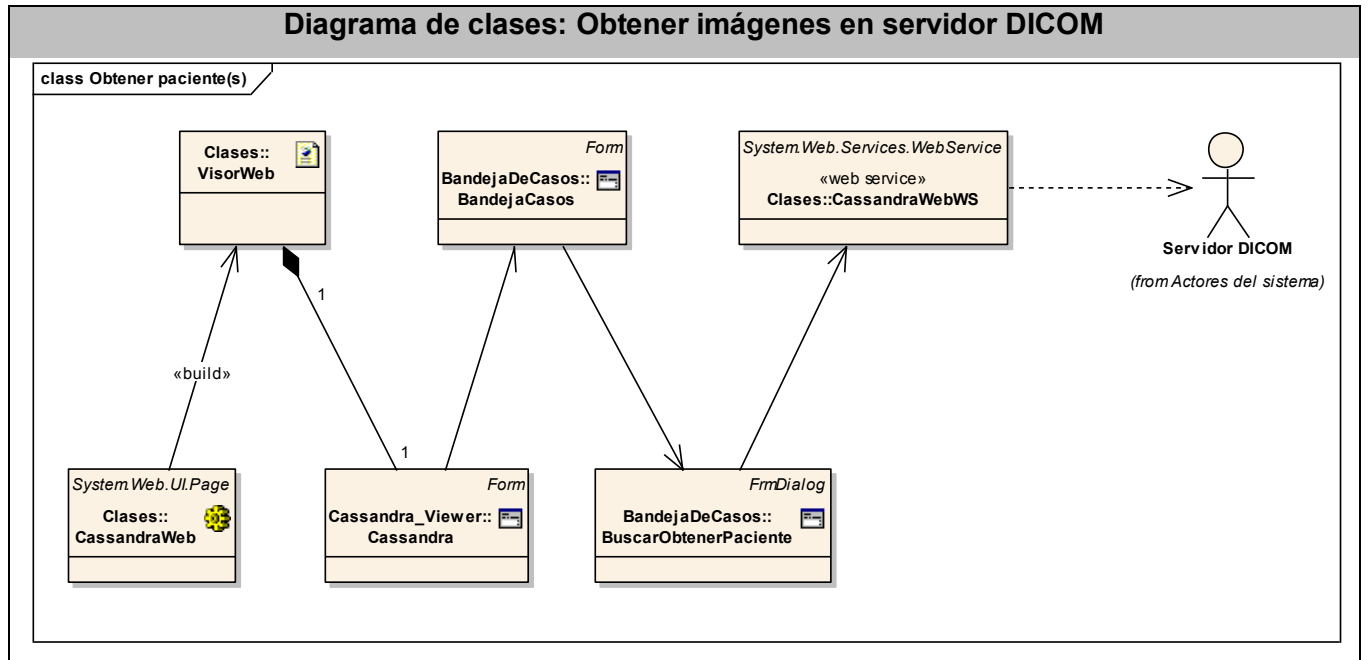 Diagrama de clases: Obtener imágenes en servidor DICOM
class Obtener paciente(s)
Clases::
VisorWeb
Form
BandejaDeCasos::
BandejaCasos
System.Web.Services.WebService
«web service»
Clases::CassandraWebWS
Servidor DICOM
(from Actores del sistema)
1
«build»
1
System.Web.UI.Page
Clases::
CassandraWeb
Form
Cassandra_Viewer::
Cassandra
FrmDialog
BandejaDeCasos::
BuscarObtenerPaciente